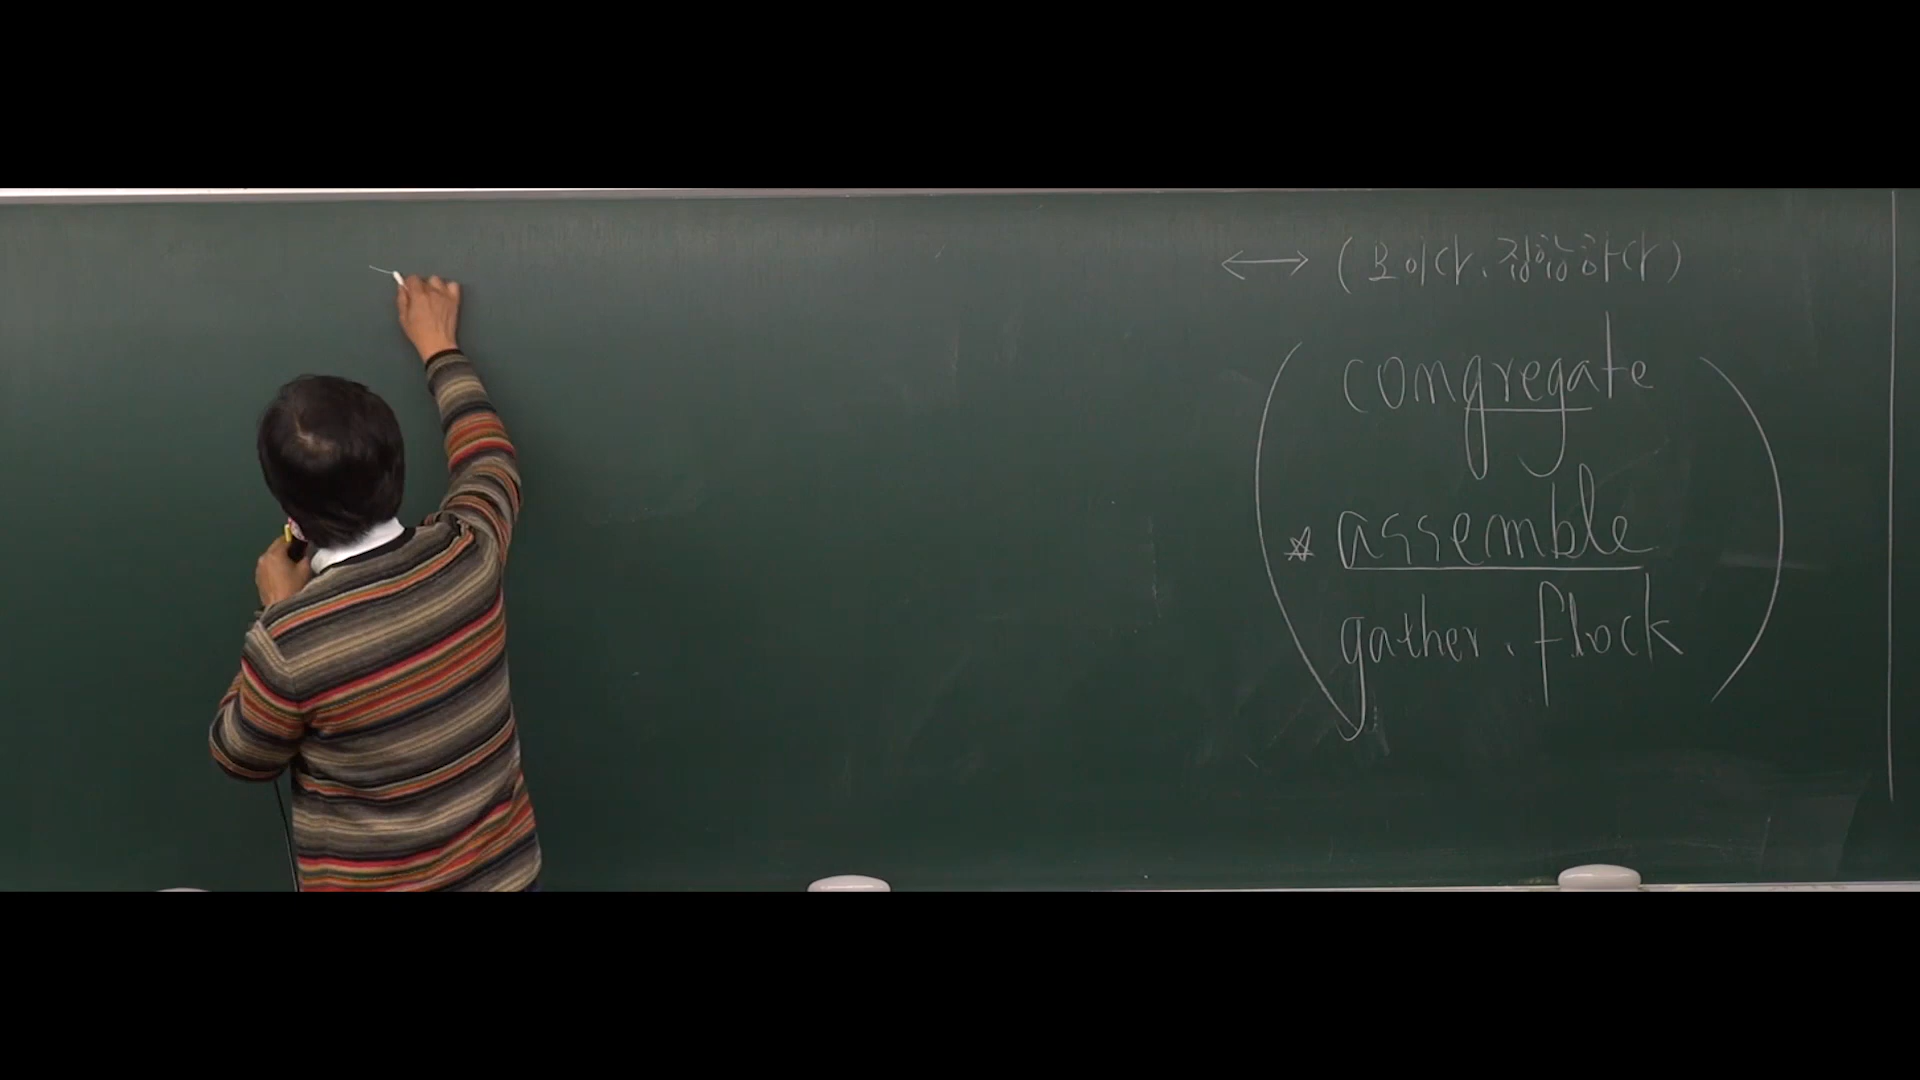 ↔ (모이다, 집합하다)
congregate
☆ assemble
gather, flock